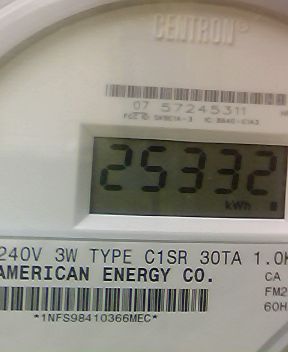 CENTRON®
07 57245311
25332
kWh
240V 3W TYPE C1SR 30TA 1.0K
AMERICAN ENERGY CO.
CA
FM2
60H
*1NFS98410366MEC*